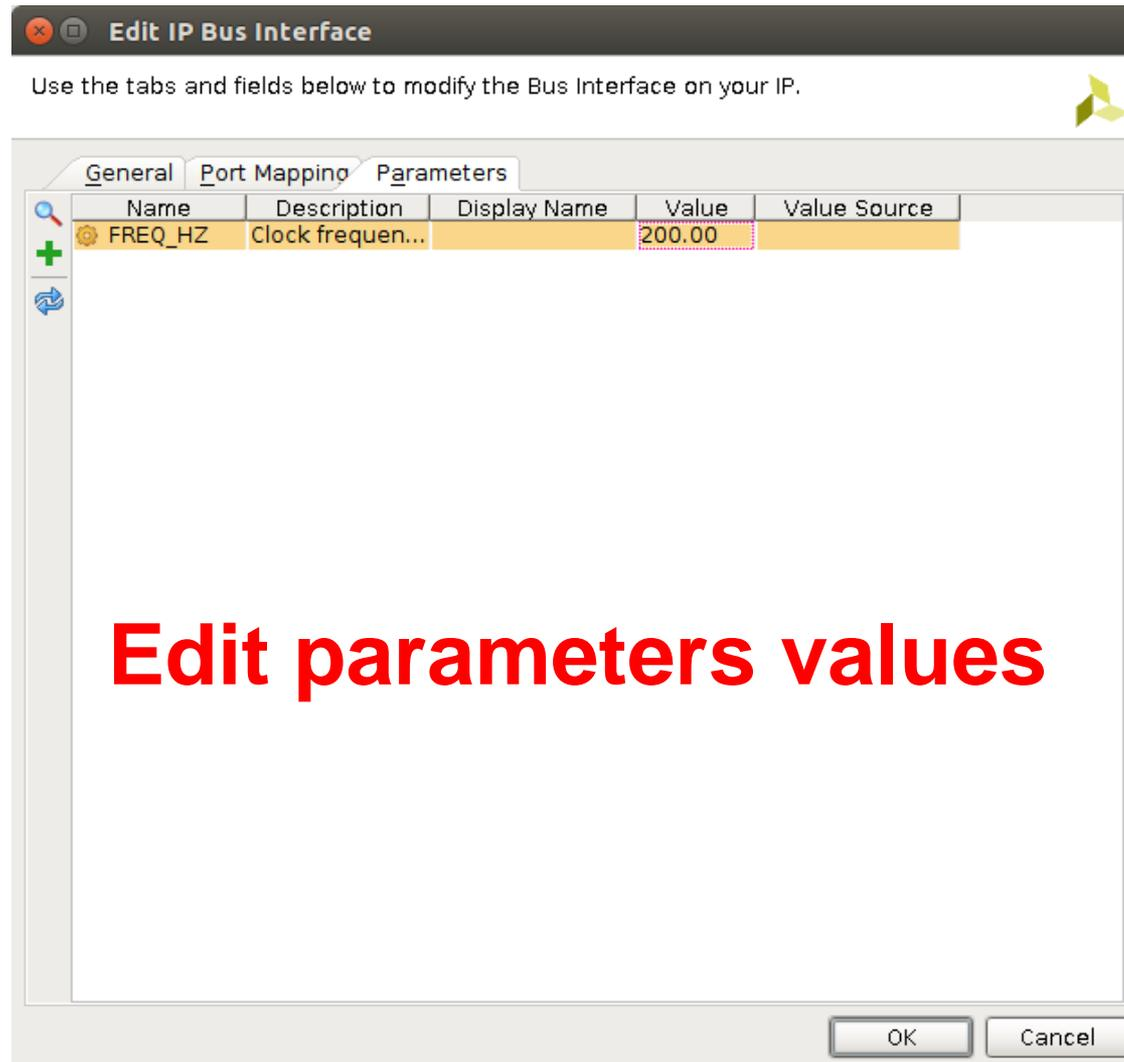 Edit IP Bus Interface
Use the tabs and fields below to modify the Bus Interface on your IP.
General Port Mapping Parameters
Name Description Display Name Value Value Source
FREQ_HZ Clock frequen... 200.00
Edit parameters values
OK Cancel